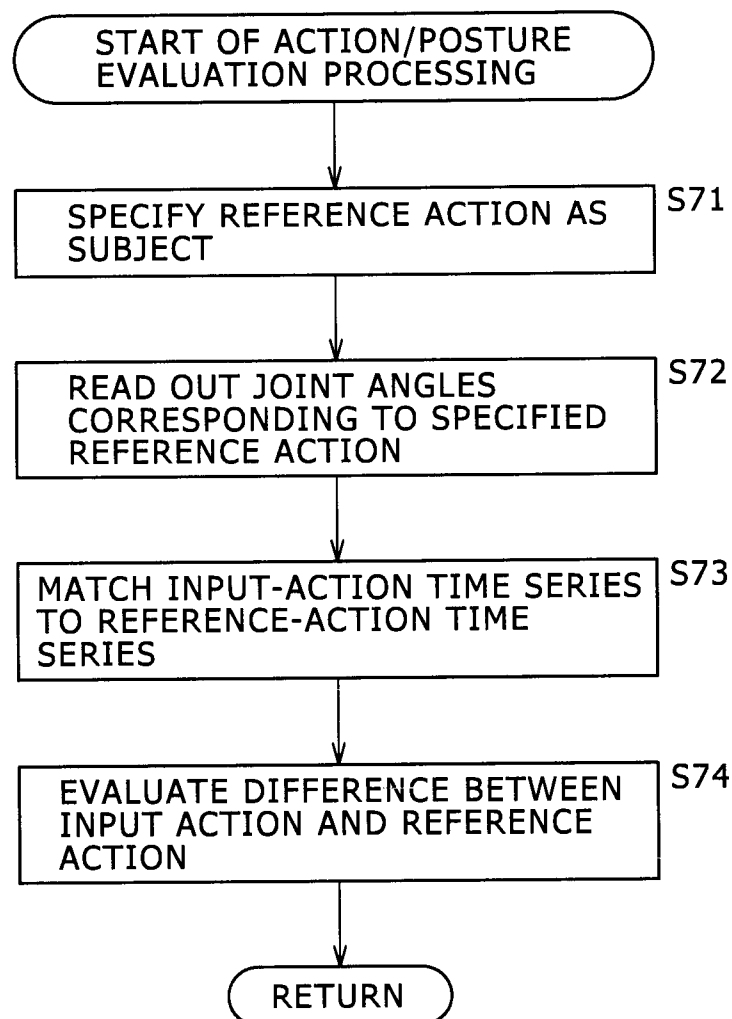 START OF ACTION/POSTURE
EVALUATION PROCESSING
S71
SPECIFY REFERENCE ACTION AS
SUBJECT
S72
READ OUT JOINT ANGLES
CORRESPONDING TO SPECIFIED
REFERENCE ACTION
S73
MATCH INPUT-ACTION TIME SERIES
TO REFERENCE-ACTION TIME
SERIES
S74
EVALUATE DIFFERENCE BETWEEN
INPUT ACTION AND REFERENCE
ACTION
RETURN